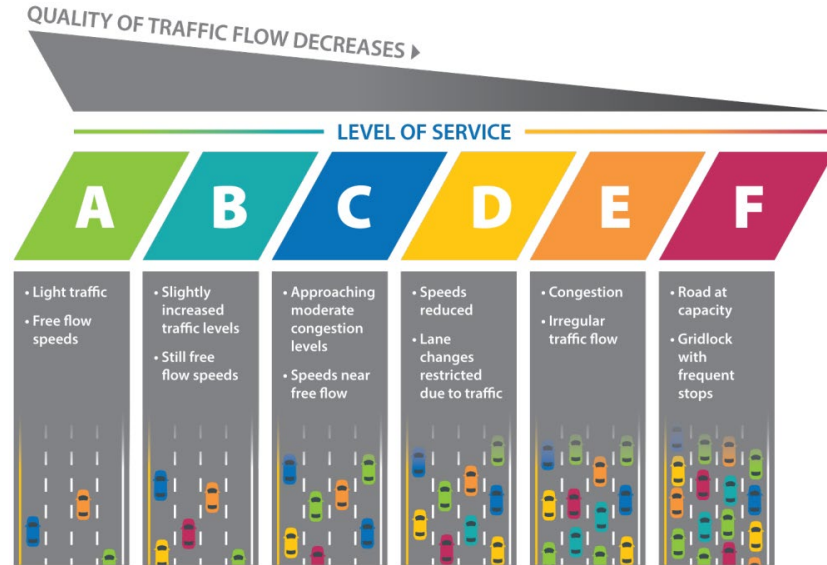 QUALITY OF TRAFFIC FLOW DECREASES
LEVEL OF SERVICE
A
B
C
D
E
F
• Light traffic
• Free flow
speeds
• Slightly
increased
traffic levels
• Still free
flow speeds
• Approaching
moderate
congestion
levels
• Speeds near
free flow
• Speeds
reduced
• Lane
changes
restricted
due to traffic
• Congestion
• Irregular
traffic flow
• Road at
capacity
• Gridlock
with
frequent
stops